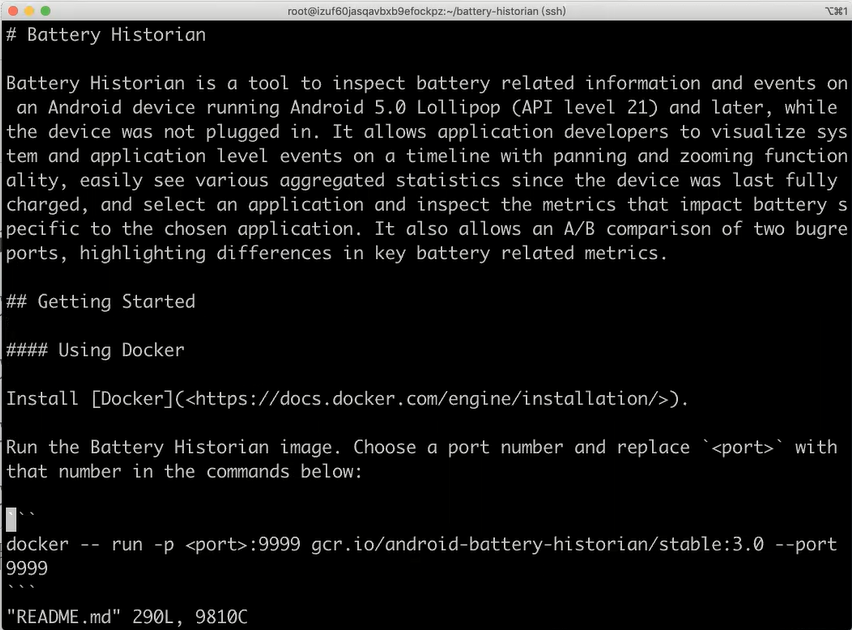 root@izuf60jasqavbxb9efockpz:~/battery-historian (ssh)
⌥⌘1
# Battery Historian
Battery Historian is a tool to inspect battery related information and events on
 an Android device running Android 5.0 Lollipop (API level 21) and later, while
the device was not plugged in. It allows application developers to visualize sys
tem and application level events on a timeline with panning and zooming function
ality, easily see various aggregated statistics since the device was last fully
charged, and select an application and inspect the metrics that impact battery s
pecific to the chosen application. It also allows an A/B comparison of two bugre
ports, highlighting differences in key battery related metrics.
## Getting Started
#### Using Docker
Install [Docker](<https://docs.docker.com/engine/installation/>).
Run the Battery Historian image. Choose a port number and replace `<port>` with
that number in the commands below:
```
docker -- run -p <port>:9999 gcr.io/android-battery-historian/stable:3.0 --port
9999
```
"README.md" 290L, 9810C